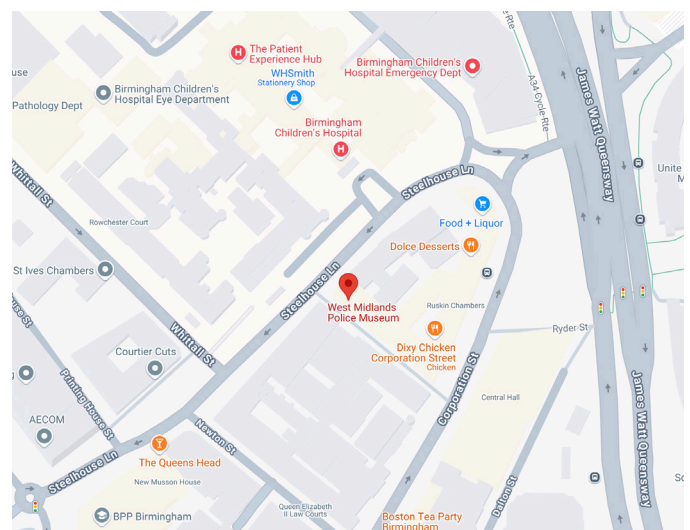 The Patient
Experience Hub
WHSmith
Stationery Shop
Birmingham Children's
Hospital Emergency Dept
A34 Cycle Rte
James Watt Queensway
use
Pathology Dept
Birmingham Children's
Hospital Eye Department
Birmingham
Children's Hospital
Unite
M
Whittall St
Steelhouse Ln
Rowchester Court
Food + Liquor
Dolce Desserts
St Ives Chambers
Steelhouse Ln
West Midlands
Police Museum
Ruskin Chambers
Ryder St
use St
Whittall St
Courtier Cuts
Dixy Chicken
Corporation Street
Chicken
Corporation St
Central Hall
James Watt Queensway
g
Printing House St
AECOM
Newton St
The Queens Head
Steelhouse Ln
New Musson House
Dalton St
So
BPP Birmingham
Queen Elizabeth
II Law Courts
Boston Tea Party
Birmingham